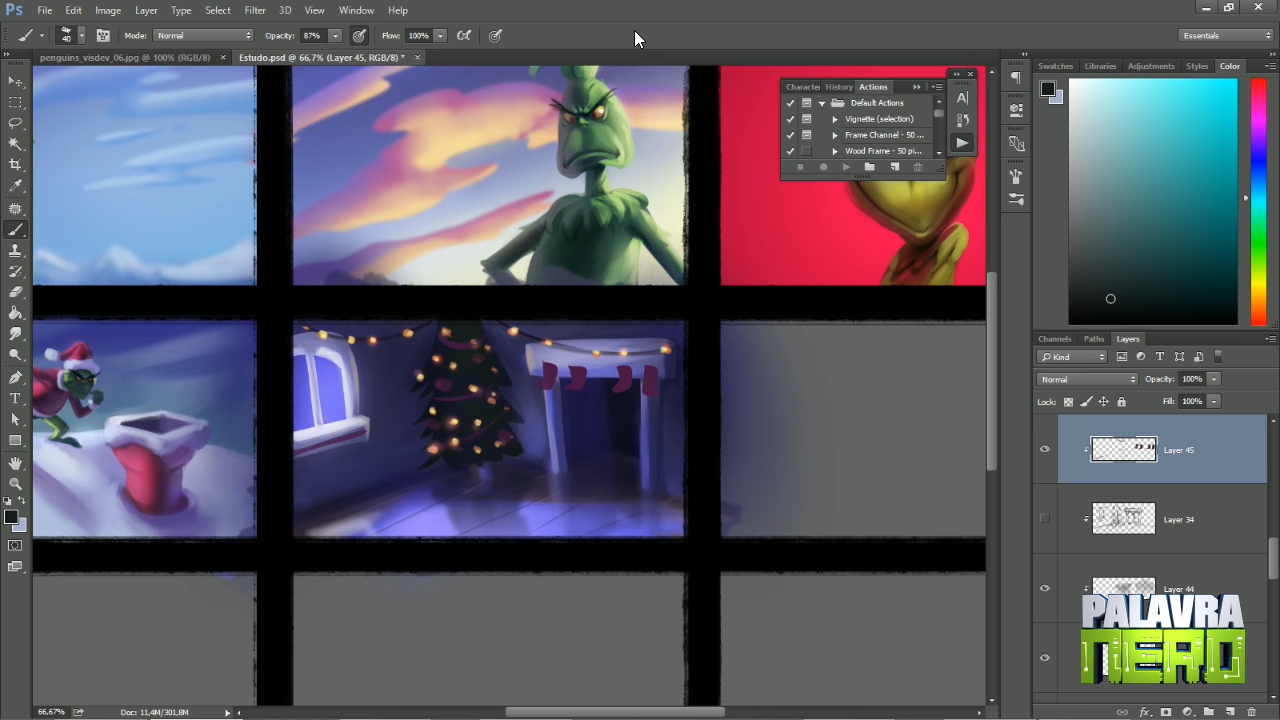 Ps File Edit Image Layer Type Select Filter 3D View Window Help
40 Mode: Normal Opacity: 87% Flow: 100% Essentials
penguins_visdev_06.jpg @ 100% (RGB/8) × Estudo.psd @ 66,7% (Layer 45, RGB/8) * ×
Swatches Libraries Adjustments Styles Color
Characte History Actions
Default Actions
Vignette (selection)
Frame Channel - 50 ...
Wood Frame - 50 pi...
Channels Paths Layers
Kind
Normal Opacity: 100%
Lock: Fill: 100%
Layer 45
Layer 34
Layer 44
PALAVRA
NERD
66,67% Doc: 11,4M/301,8M